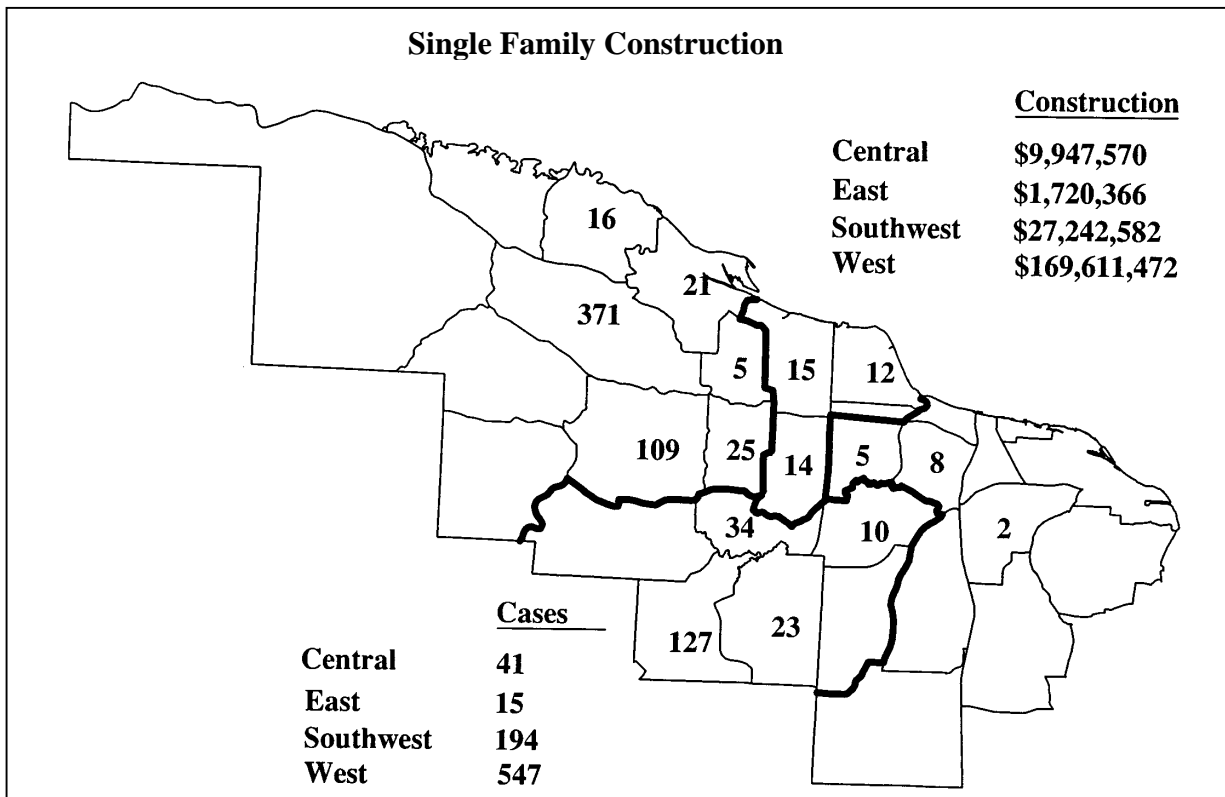 Single Family Construction
Construction
Central $9,947,570
East $1,720,366
Southwest $27,242,582
West $169,611,472
16
21
371
5
15
12
109
25
14
5
8
34
10
2
127
23
Cases
Central 41
East 15
Southwest 194
West 547